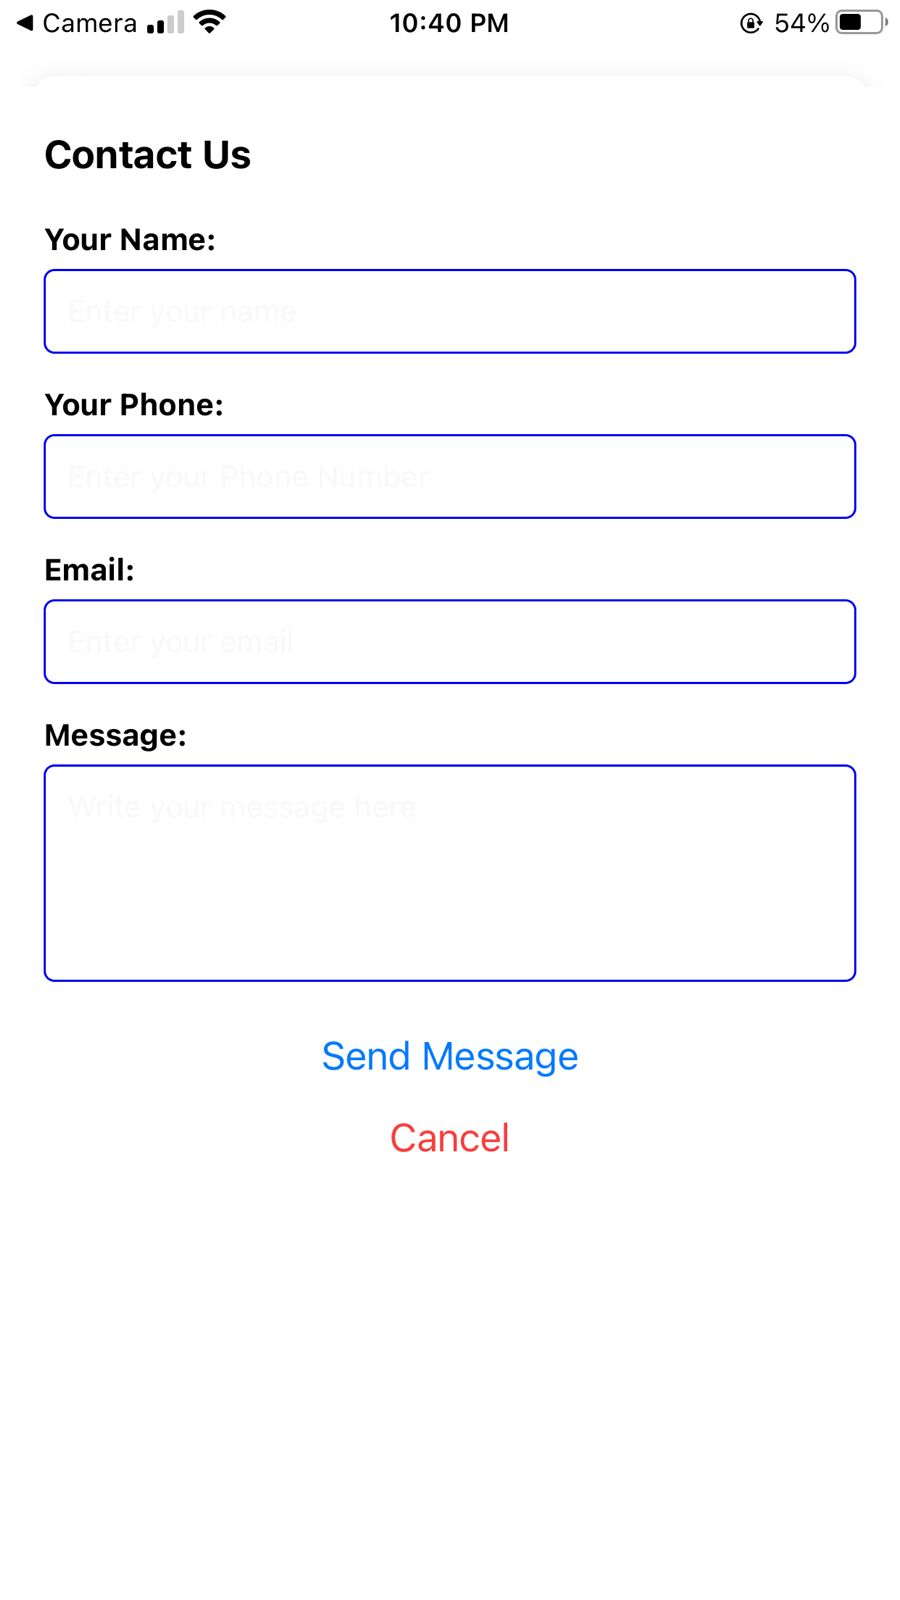 Camera 10:40 PM 54%
Contact Us
Your Name:
Enter your name
Your Phone:
Enter your Phone Number
Email:
Enter your email
Message:
Write your message here
Send Message
Cancel